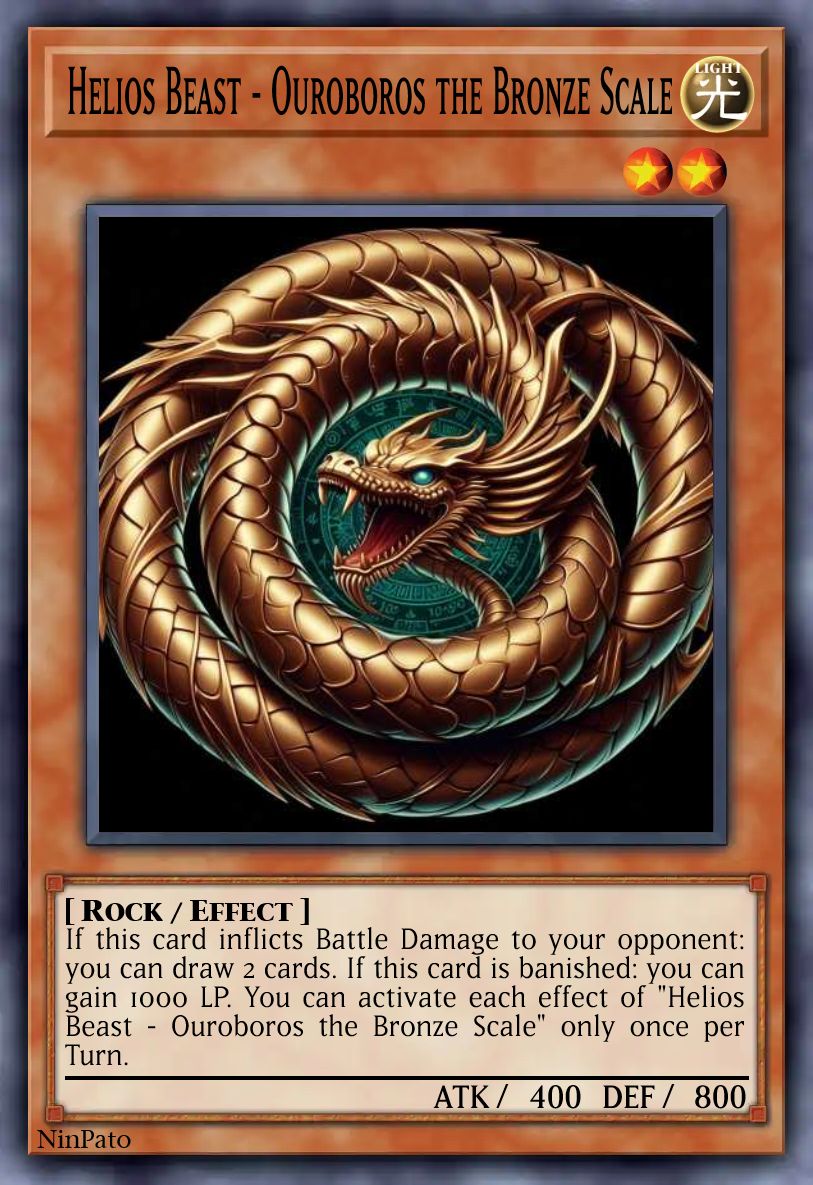 Helios Beast - Ouroboros the Bronze Scale
LIGHT
光
[ Rock / Effect ]
If this card inflicts Battle Damage to your opponent:
you can draw 2 cards. If this card is banished: you can
gain 1000 LP. You can activate each effect of "Helios
Beast - Ouroboros the Bronze Scale" only once per
Turn.
ATK / 400 DEF / 800
NinPato